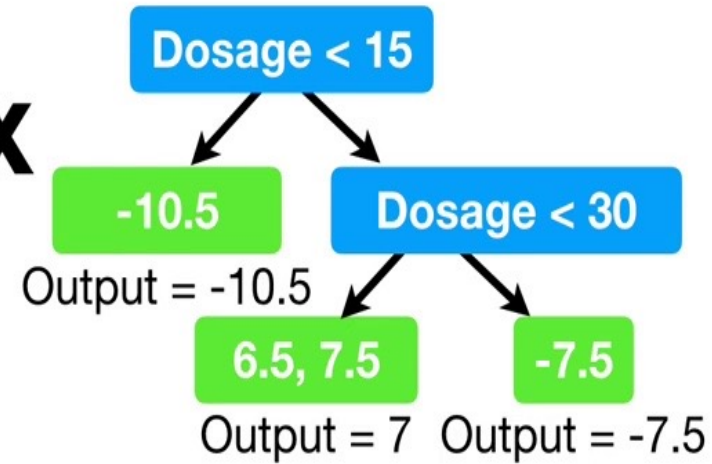 Dosage < 15
x
-10.5
Dosage < 30
Output = -10.5
6.5, 7.5
-7.5
Output = 7
Output = -7.5